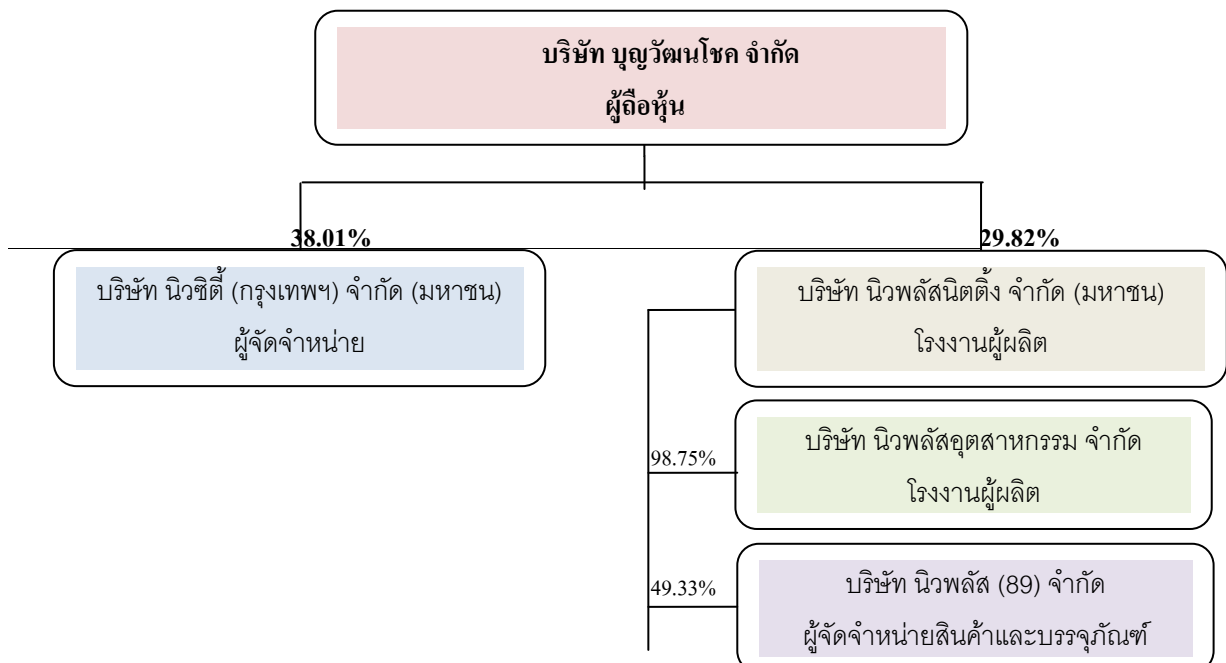 บริษัท บุญวัฒนโชค จำกัด
ผู้ถือหุ้น
38.01%
29.82%
บริษัท นิวซิตี้ (กรุงเทพฯ) จำกัด (มหาชน)
ผู้จัดจำหน่าย
บริษัท นิวพลัสนิตติ้ง จำกัด (มหาชน)
โรงงานผู้ผลิต
98.75%
บริษัท นิวพลัสอุตสาหกรรม จำกัด
โรงงานผู้ผลิต
49.33%
บริษัท นิวพลัส (89) จำกัด
ผู้จัดจำหน่ายสินค้าและบรรจุภัณฑ์